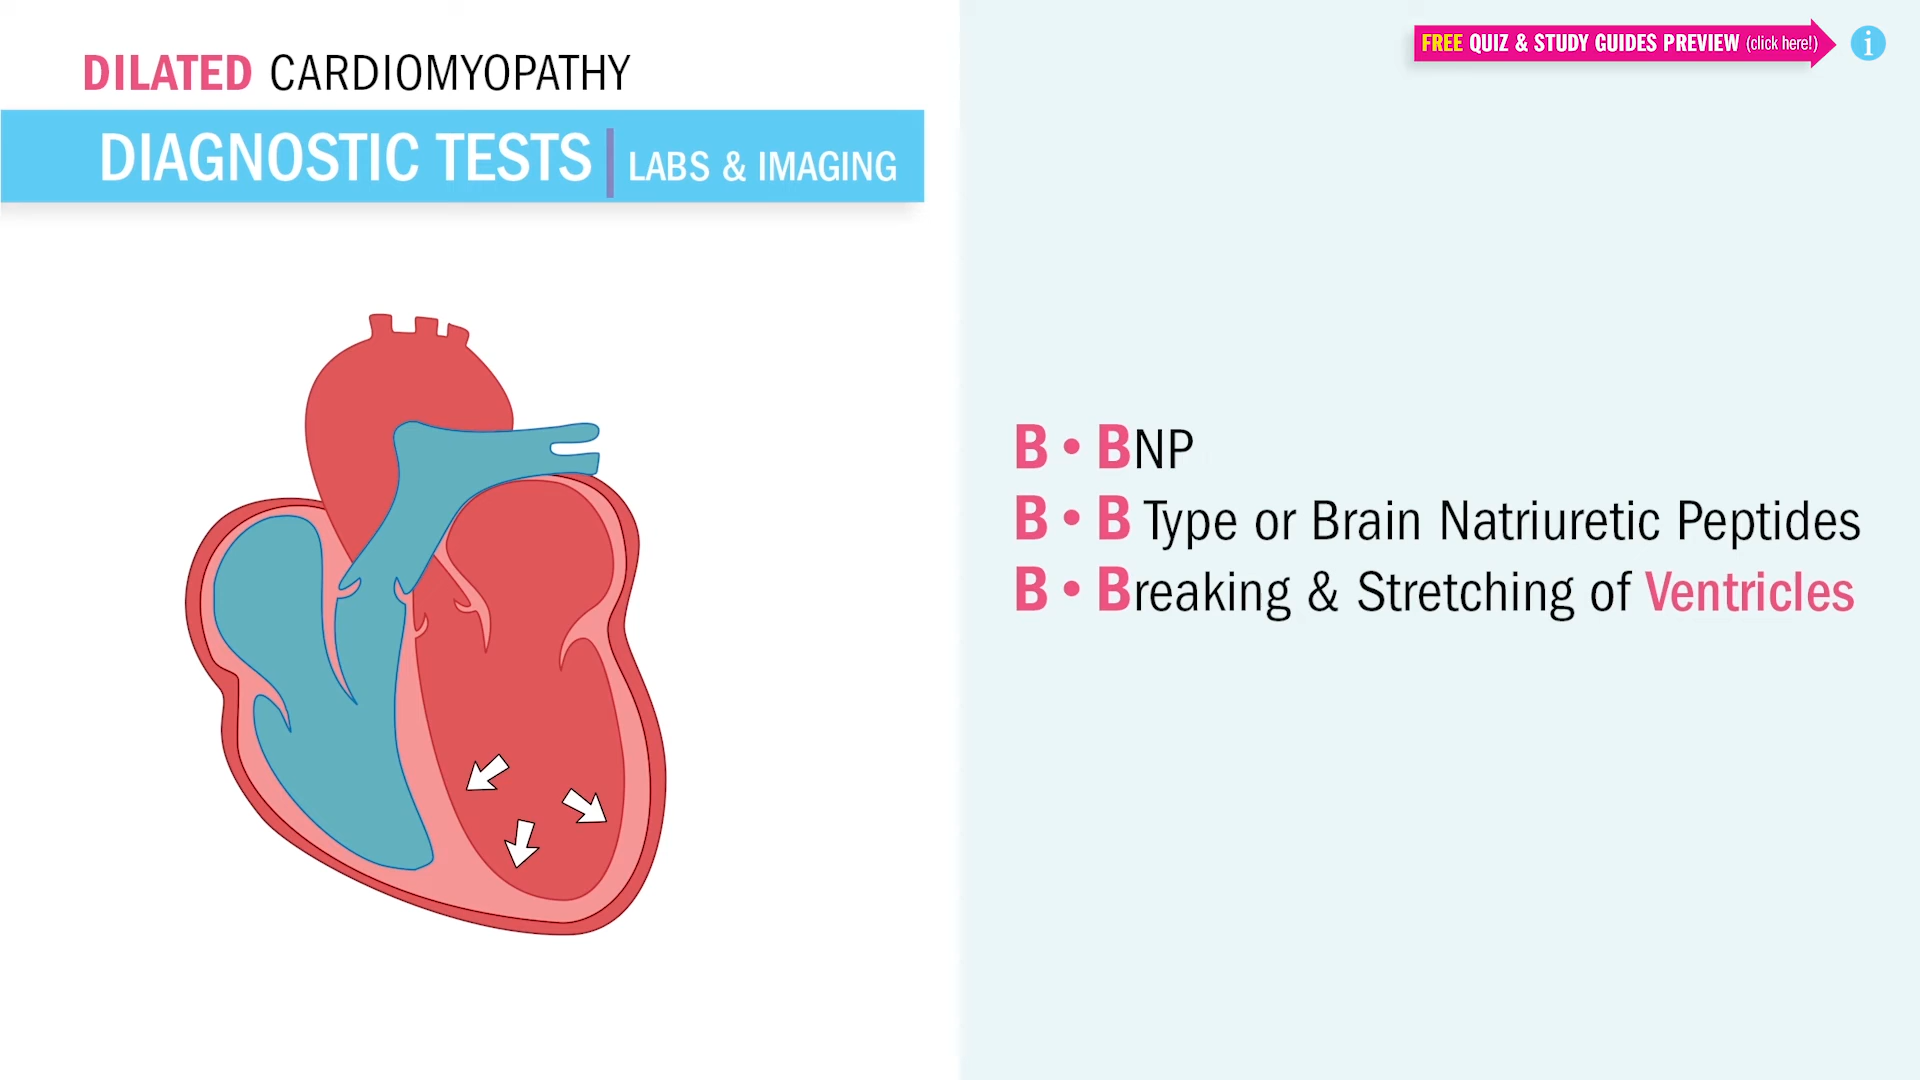 DILATED CARDIOMYOPATHY
DIAGNOSTIC TESTS | LABS & IMAGING
FREE QUIZ & STUDY GUIDES PREVIEW (click here!) i
B • BNP
B • B Type or Brain Natriuretic Peptides
B • Breaking & Stretching of Ventricles